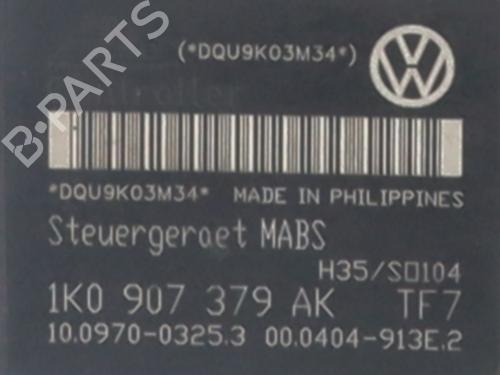 (*DQU9K03M34*)
Controller
B-PARTS
*DQU9K03M34* MADE IN PHILIPPINES
Steuergeraet MABS
H35/S0104
1K0 907 379 AK TF7
10.0970-0325.3 00.0404-913E.2